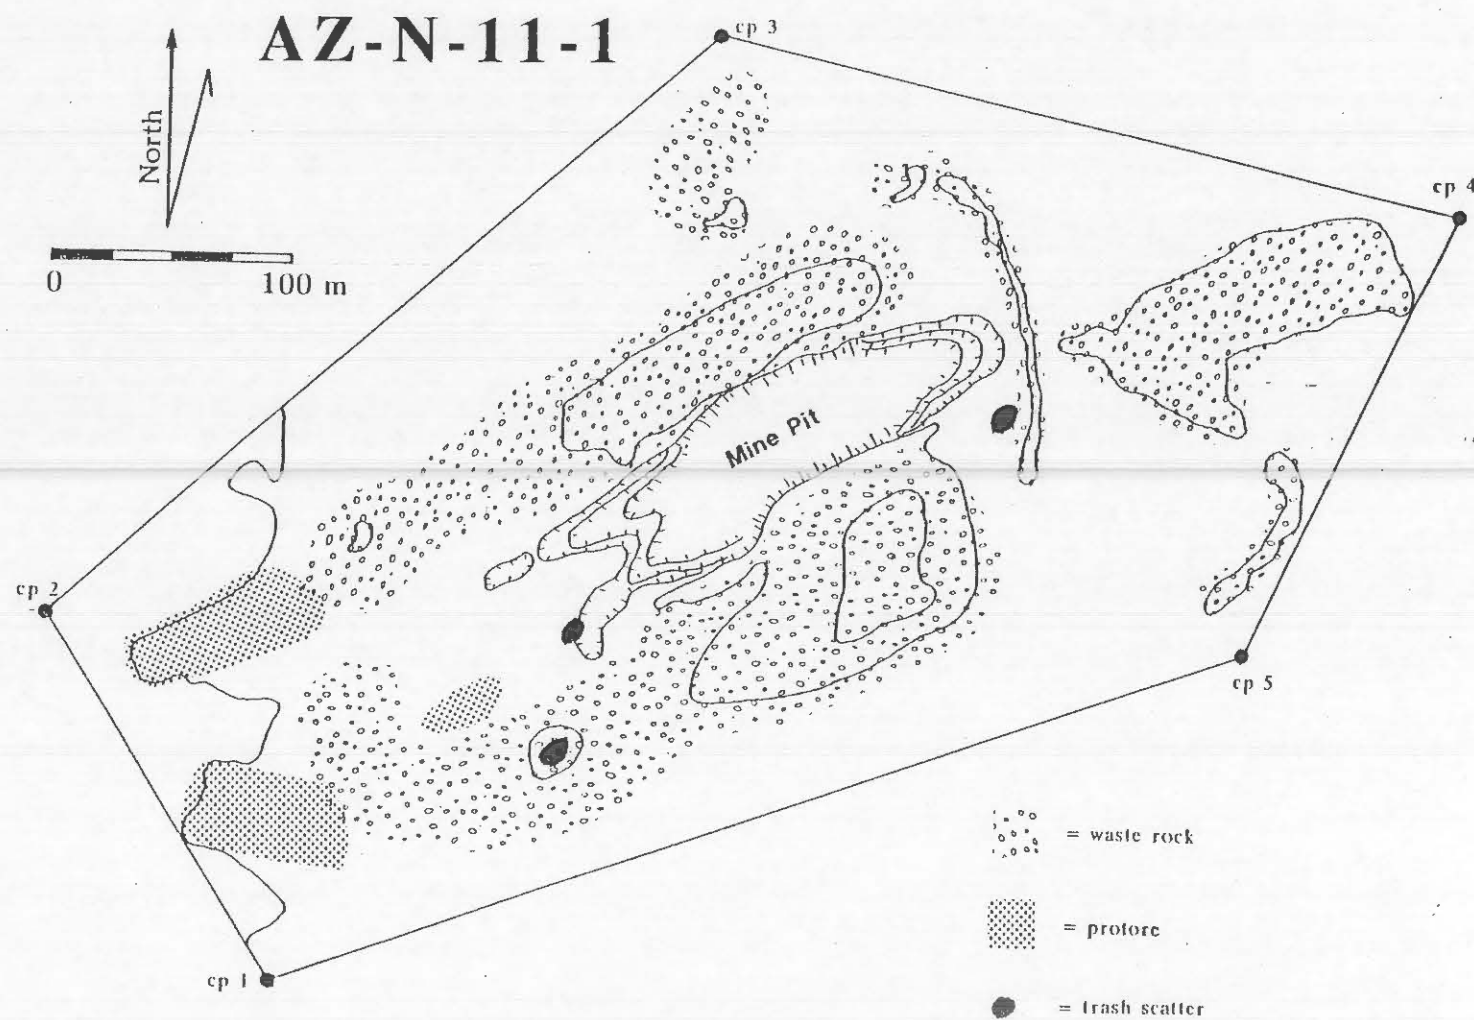 AZ-N-11-1
cp 3
North
cp 4
0 100 m
Mine Pit
cp 2
cp 5
= waste rock
= protore
cp 1
= trash scatter